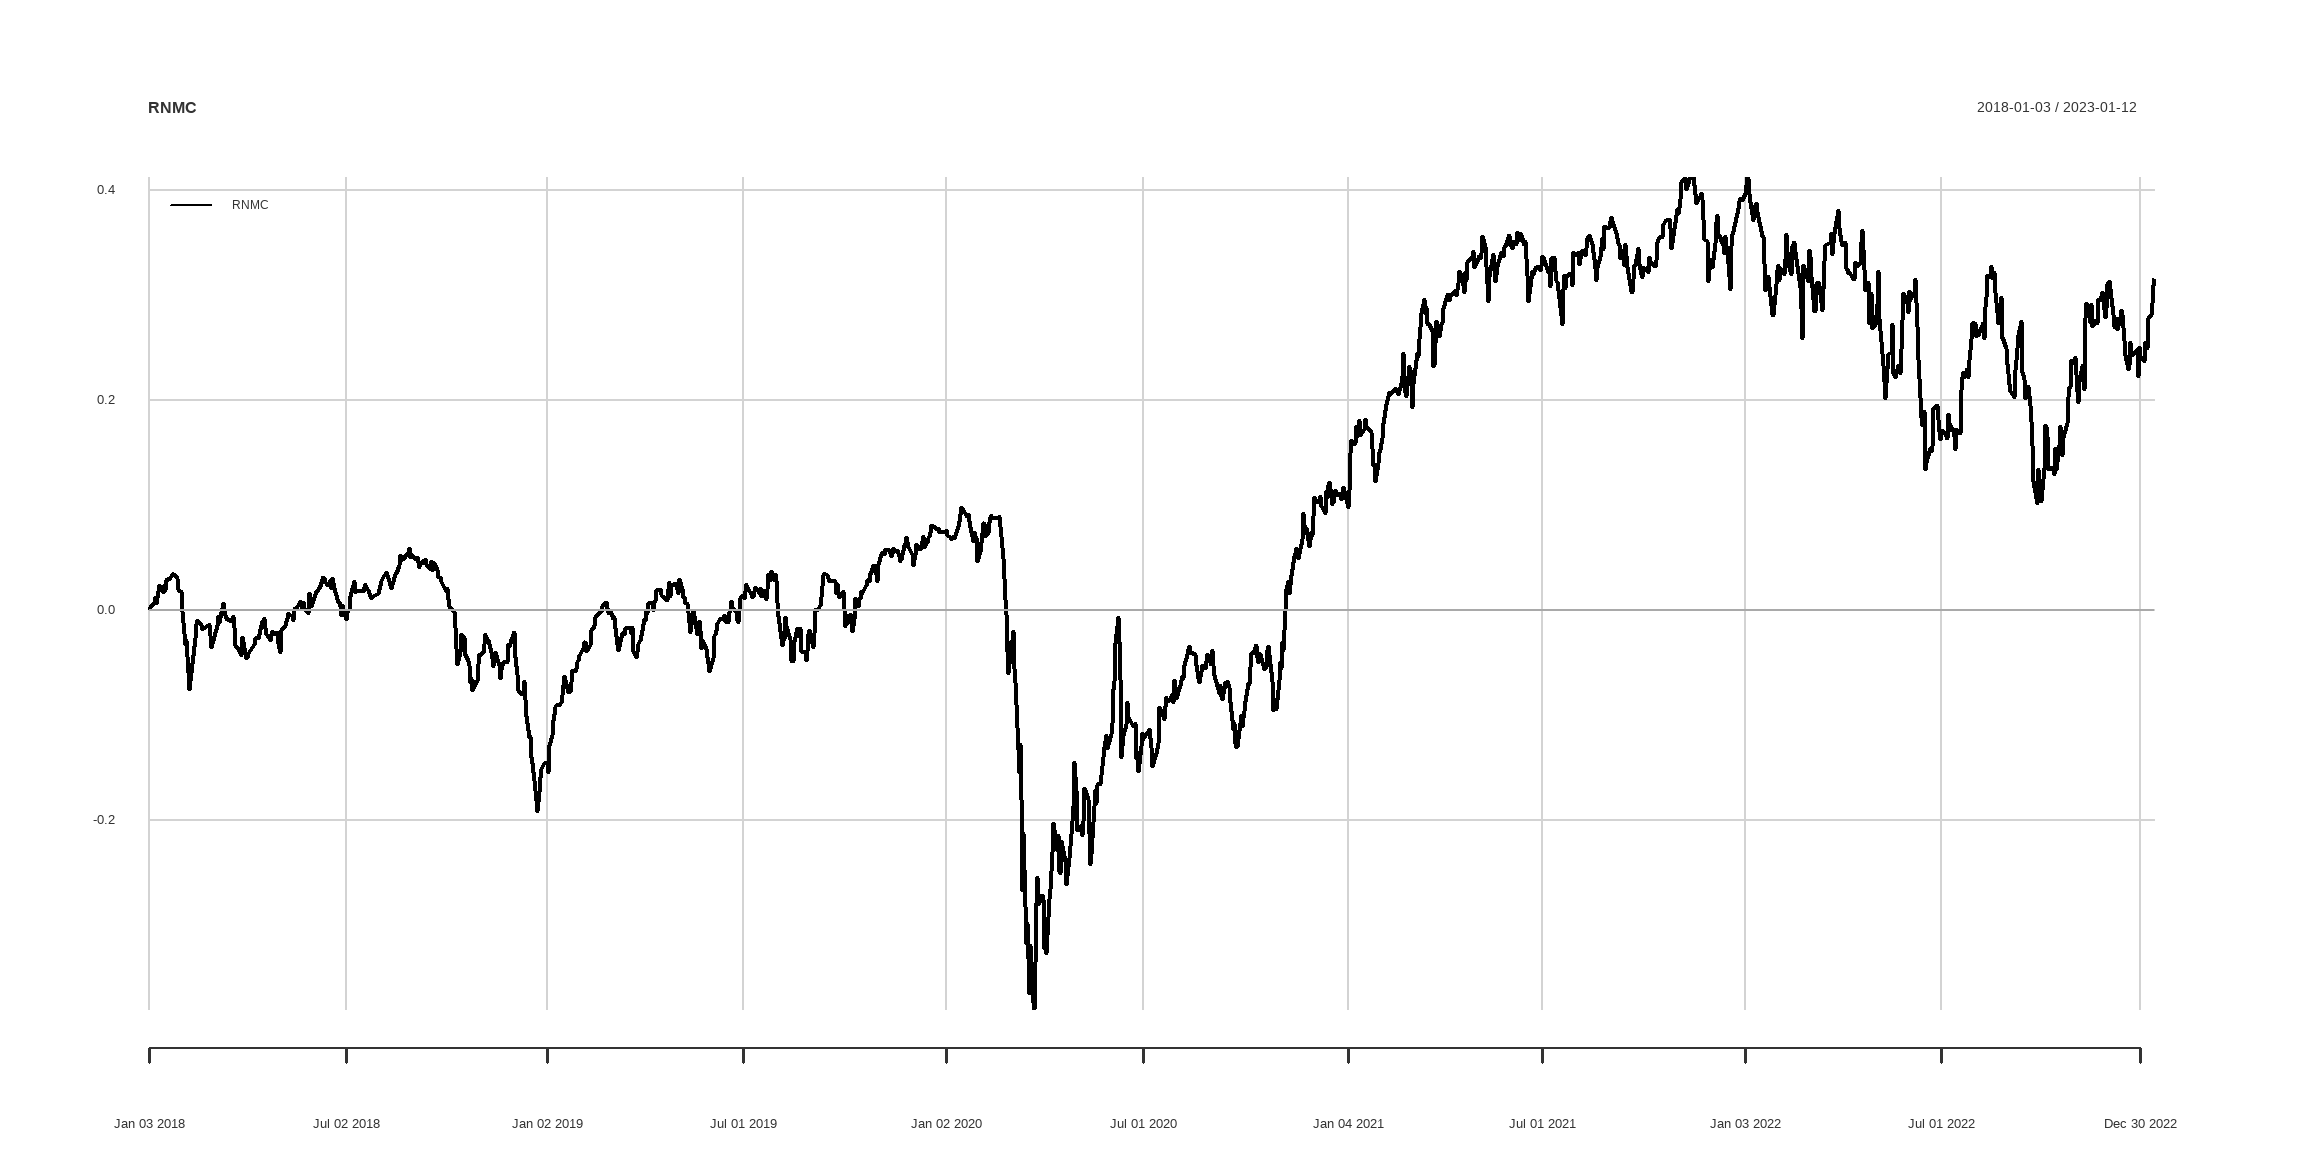 RNMC
2018-01-03 / 2023-01-12
RNMC
0.4
0.2
0.0
-0.2
Jan 03 2018
Jul 02 2018
Jan 02 2019
Jul 01 2019
Jan 02 2020
Jul 01 2020
Jan 04 2021
Jul 01 2021
Jan 03 2022
Jul 01 2022
Dec 30 2022